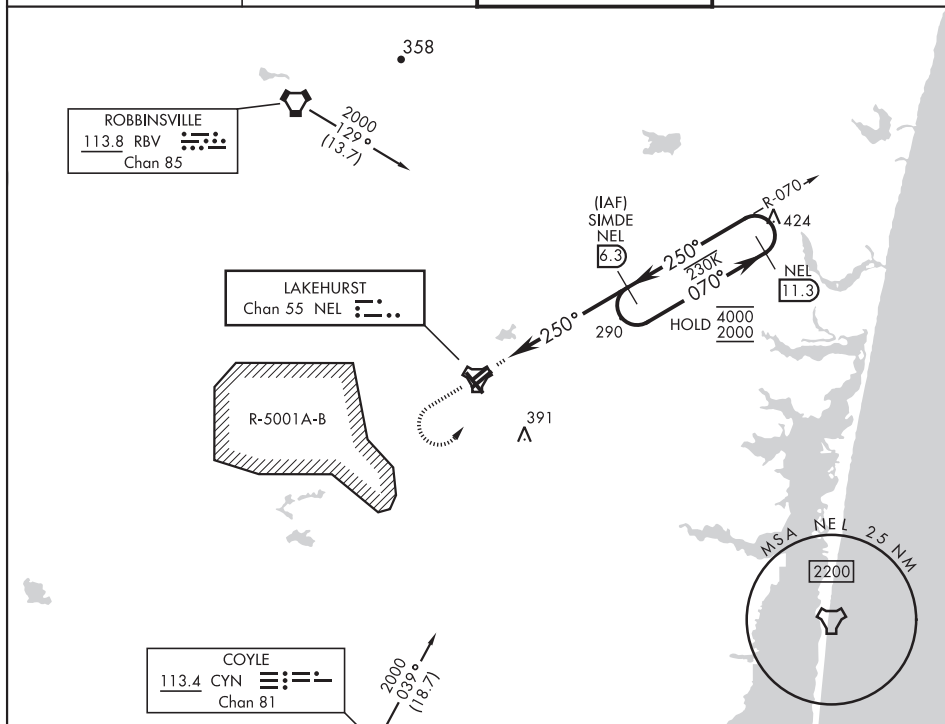 358
ROBBINSVILLE
113.8 RBV
Chan 85
2000
129°
(13.7)
(IAF)
SIMDE
NEL
6.3
R-070
424
250°
230K
070°
NEL
11.3
HOLD 4000
2000
290
250°
LAKEHURST
Chan 55 NEL
R-5001A-B
391
MSA NEL 25 NM
2200
COYLE
113.4 CYN
Chan 81
2000
039°
(18.7)